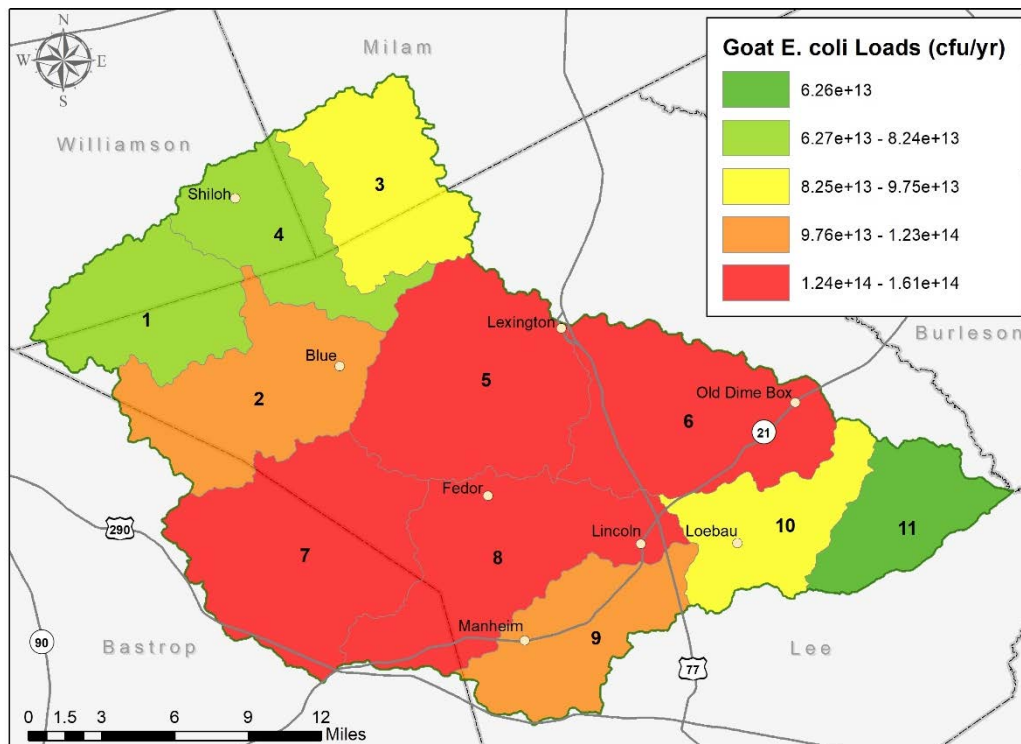 N
W E
S
Milam
Williamson
Goat E. coli Loads (cfu/yr)
6.26e+13
6.27e+13 - 8.24e+13
8.25e+13 - 9.75e+13
9.76e+13 - 1.23e+14
1.24e+14 - 1.61e+14
3
Shiloh
4
1
Lexington
Burleson
Blue
2
5
Old Dime Box
6
21
Fedor
290
Lincoln
Loebau
10
11
7
8
Manheim
9
90
Bastrop
Lee
77
0 1.5 3 6 9 12
Miles